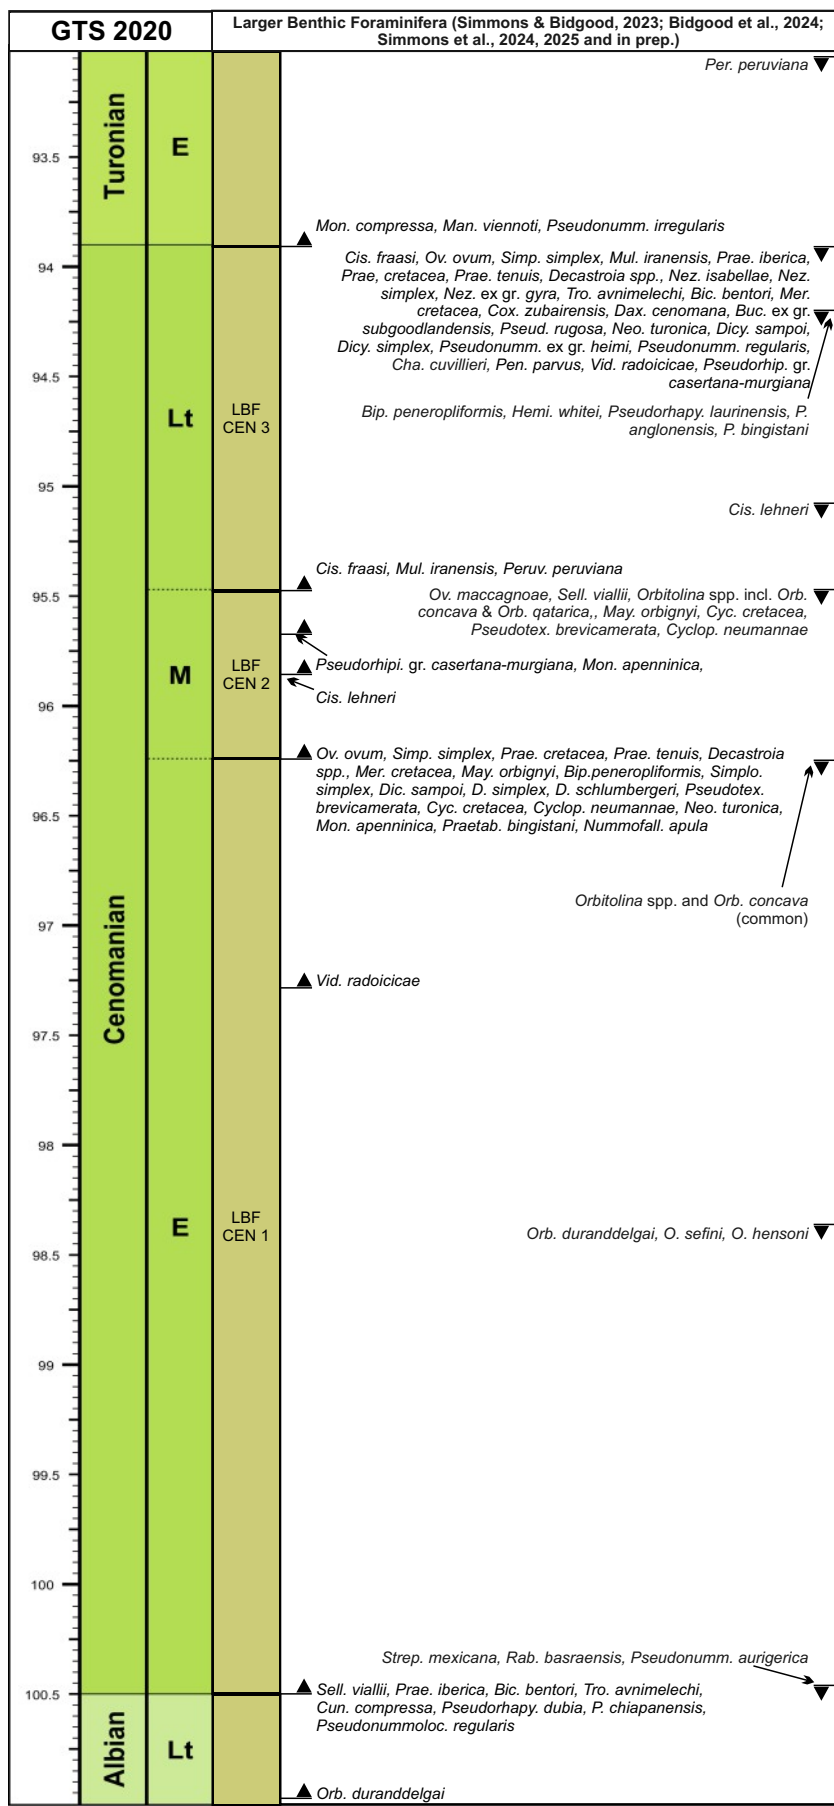 GTS 2020
Larger Benthic Foraminifera (Simmons & Bidgood, 2023; Bidgood et al., 2024;
Simmons et al., 2024, 2025 and in prep.)
Per. peruviana
Turonian
E
93.5
Mon. compressa, Man. viennoti, Pseudonumm. irregularis
94
Cis. fraasi, Ov. ovum, Simp. simplex, Mul. iranensis, Prae. iberica,
Prae, cretacea, Prae. tenuis, Decastroia spp., Nez. isabellae, Nez.
simplex, Nez. ex gr. gyra, Tro. avnimelechi, Bic. bentori, Mer.
cretacea, Cox. zubairensis, Dax. cenomana, Buc. ex gr.
subgoodlandensis, Pseud. rugosa, Neo. turonica, Dicy. sampoi,
Dicy. simplex, Pseudonumm. ex gr. heimi, Pseudonumm. regularis,
Cha. cuvillieri, Pen. parvus, Vid. radoicicae, Pseudorhip. gr.
casertana-murgiana
94.5
Lt
LBF
CEN 3
Bip. peneropliformis, Hemi. whitei, Pseudorhapy. laurinensis, P.
anglonensis, P. bingistani
95
Cis. lehneri
Cis. fraasi, Mul. iranensis, Peruv. peruviana
95.5
Ov. maccagnoae, Sell. viallii, Orbitolina spp. incl. Orb.
concava & Orb. qatarica,, May. orbignyi, Cyc. cretacea,
Pseudotex. brevicamerata, Cyclop. neumannae
M
LBF
CEN 2
Pseudorhipi. gr. casertana-murgiana, Mon. apenninica,
Cis. lehneri
96
Ov. ovum, Simp. simplex, Prae. cretacea, Prae. tenuis, Decastroia
spp., Mer. cretacea, May. orbignyi, Bip.peneropliformis, Simplo.
simplex, Dic. sampoi, D. simplex, D. schlumbergeri, Pseudotex.
brevicamerata, Cyc. cretacea, Cyclop. neumannae, Neo. turonica,
Mon. apenninica, Praetab. bingistani, Nummofall. apula
96.5
Orbitolina spp. and Orb. concava
(common)
97
Cenomanian
Vid. radoicicae
97.5
98
E
LBF
CEN 1
Orb. duranddelgai, O. sefini, O. hensoni
98.5
99
99.5
100
Strep. mexicana, Rab. basraensis, Pseudonumm. aurigerica
100.5
Sell. viallii, Prae. iberica, Bic. bentori, Tro. avnimelechi,
Cun. compressa, Pseudorhapy. dubia, P. chiapanensis,
Pseudonummoloc. regularis
Albian
Lt
Orb. duranddelgai